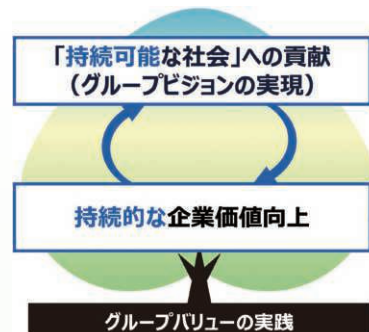 「持続可能な社会」への貢献
（グループビジョンの実現）
持続的な企業価値向上
グループバリューの実践